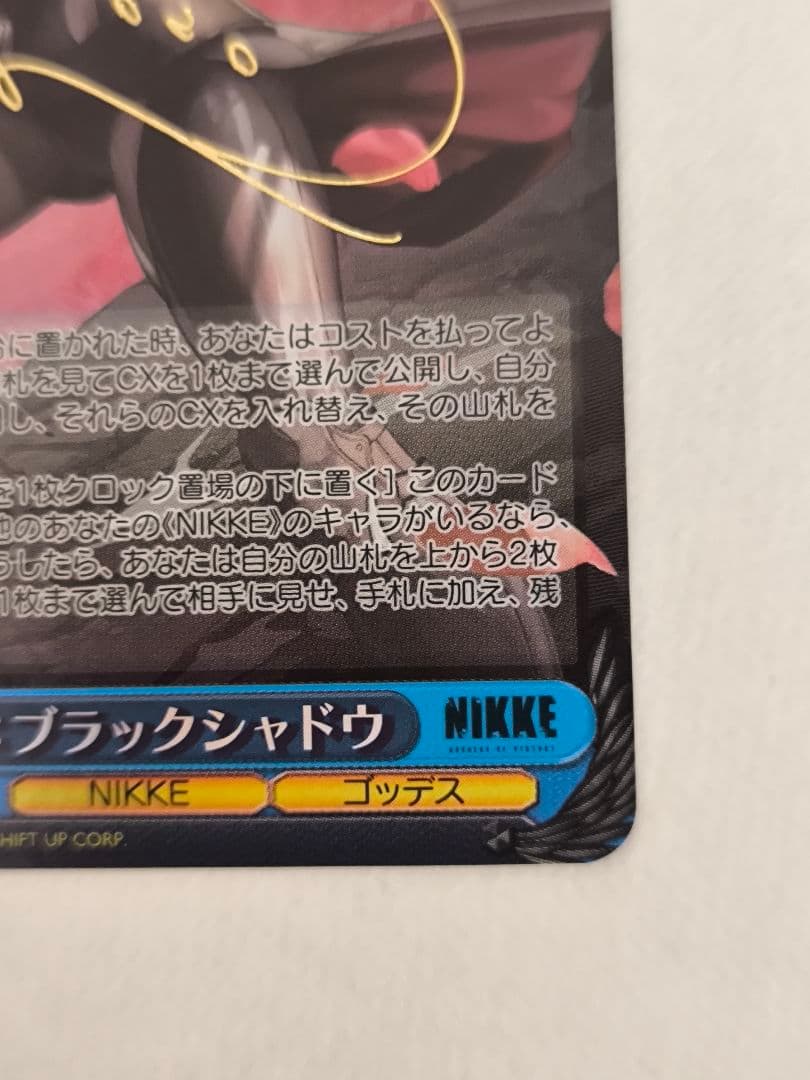 に置かれた時、あなたはコストを払ってよ
札を見てCXを1枚まで選んで公開し、自分
し、それらのCXを入れ替え、その山札を
を1枚クロック置場の下に置く] このカード
のあなたの《NIKKE》のキャラがいるなら、
うしたら、あなたは自分の山札を上から2枚
1枚まで選んで相手に見せ、手札に加え、残
ブラックシャドウ
NIKKE
NIKKE
ゴッデス
SHIFT UP CORP.